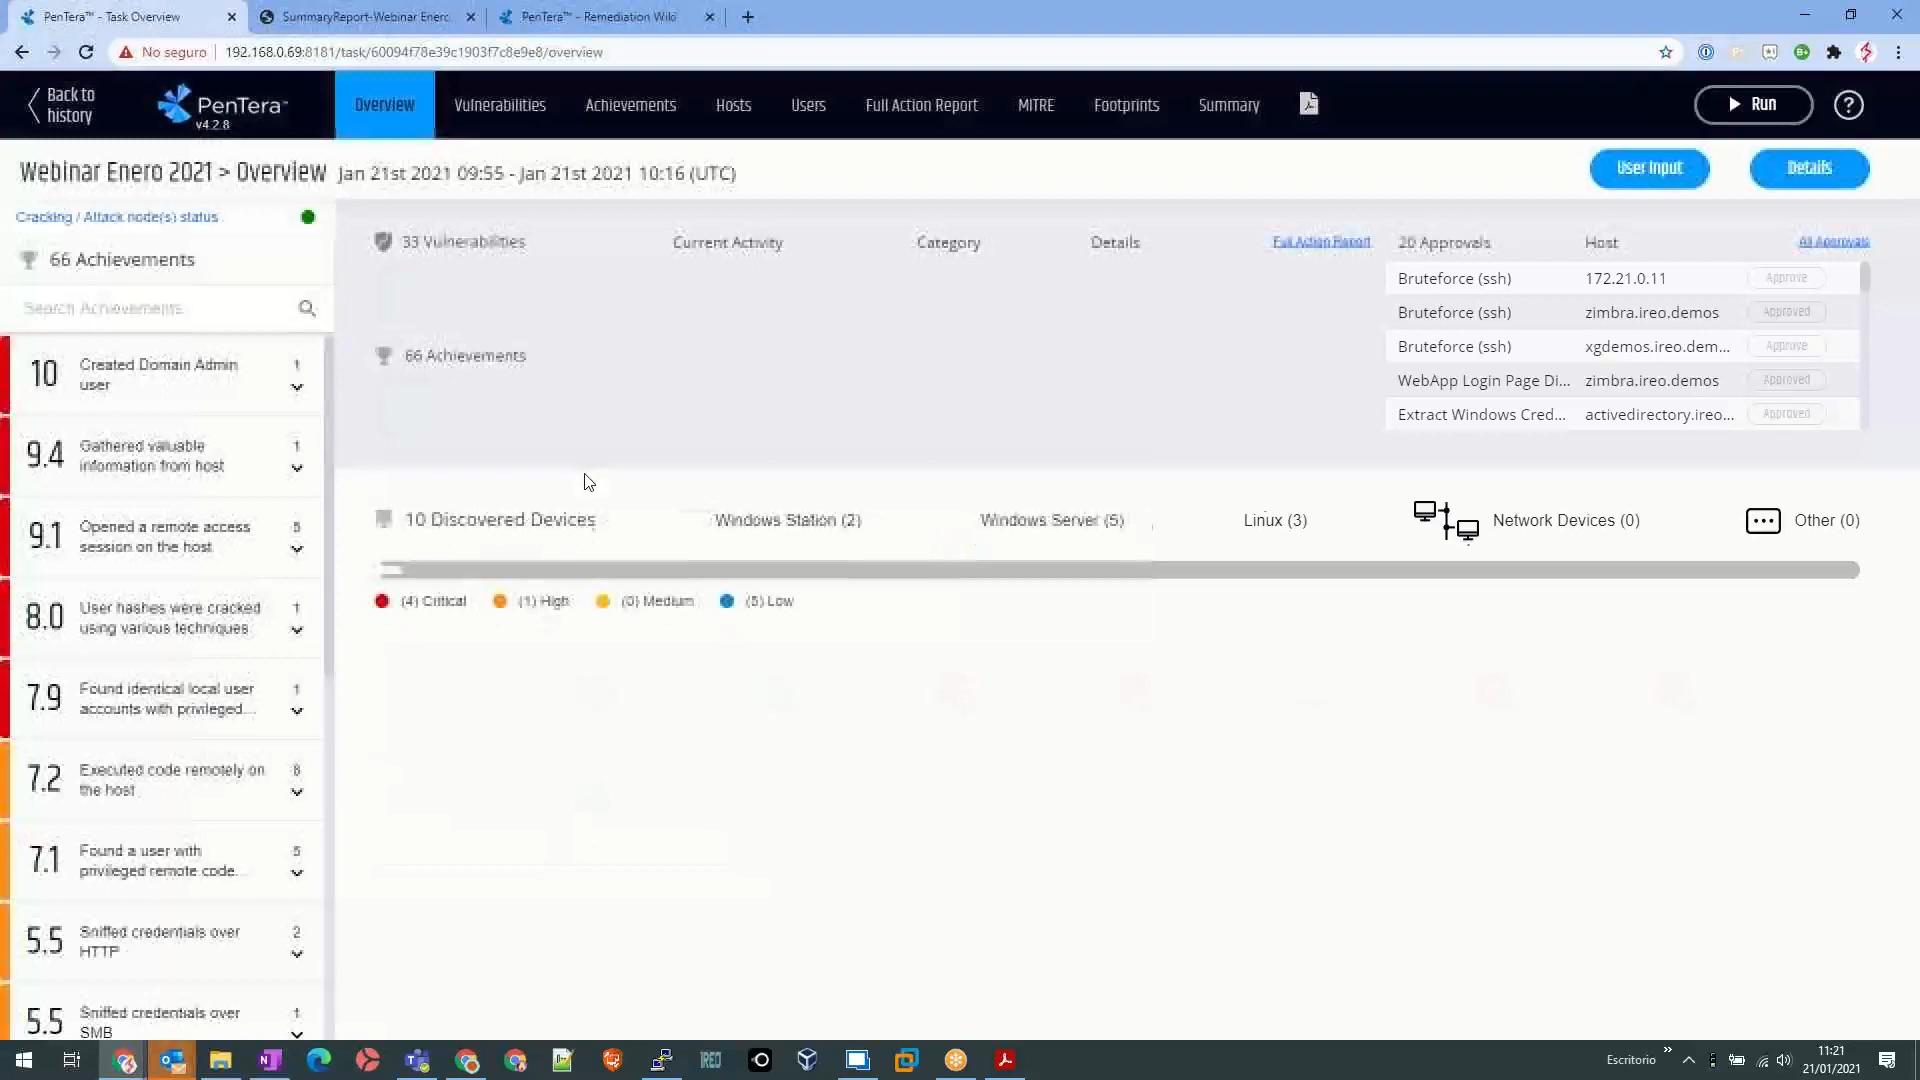 PenTera™ - Task Overview
SummaryReport-Webinar Enero
PenTera™ - Remediation Wiki
No seguro
192.168.0.69:8181/task/60094f78e39c1903f7c8e9e8/overview
Back to
history
PenTera™
v4.2.8
Overview
Vulnerabilities
Achievements
Hosts
Users
Full Action Report
MITRE
Footprints
Summary
Run
?
Webinar Enero 2021 > Overview
Jan 21st 2021 09:55 - Jan 21st 2021 10:16 (UTC)
User Input
Details
Cracking / Attack node(s) status
66 Achievements
Search Achievements
10
Created Domain Admin
user
1
9.4
Gathered valuable
information from host
1
9.1
Opened a remote access
session on the host
5
8.0
User hashes were cracked
using various techniques
1
7.9
Found identical local user
accounts with privileged...
1
7.2
Executed code remotely on
the host
8
7.1
Found a user with
privileged remote code...
5
5.5
Sniffed credentials over
HTTP
2
5.5
Sniffed credentials over
SMB
1
33 Vulnerabilities
Current Activity
Category
Details
Full Action Report
66 Achievements
20 Approvals
Host
All Approvals
Bruteforce (ssh)
172.21.0.11
Approve
Bruteforce (ssh)
zimbra.ireo.demos
Approved
Bruteforce (ssh)
xgdemos.ireo.dem...
Approve
WebApp Login Page Di...
zimbra.ireo.demos
Approved
Extract Windows Cred...
activedirectory.ireo...
Approved
10 Discovered Devices
Windows Station (2)
Windows Server (5)
Linux (3)
Network Devices (0)
Other (0)
(4) Critical
(1) High
(0) Medium
(5) Low
IREO
Escritorio
11:21
21/01/2021